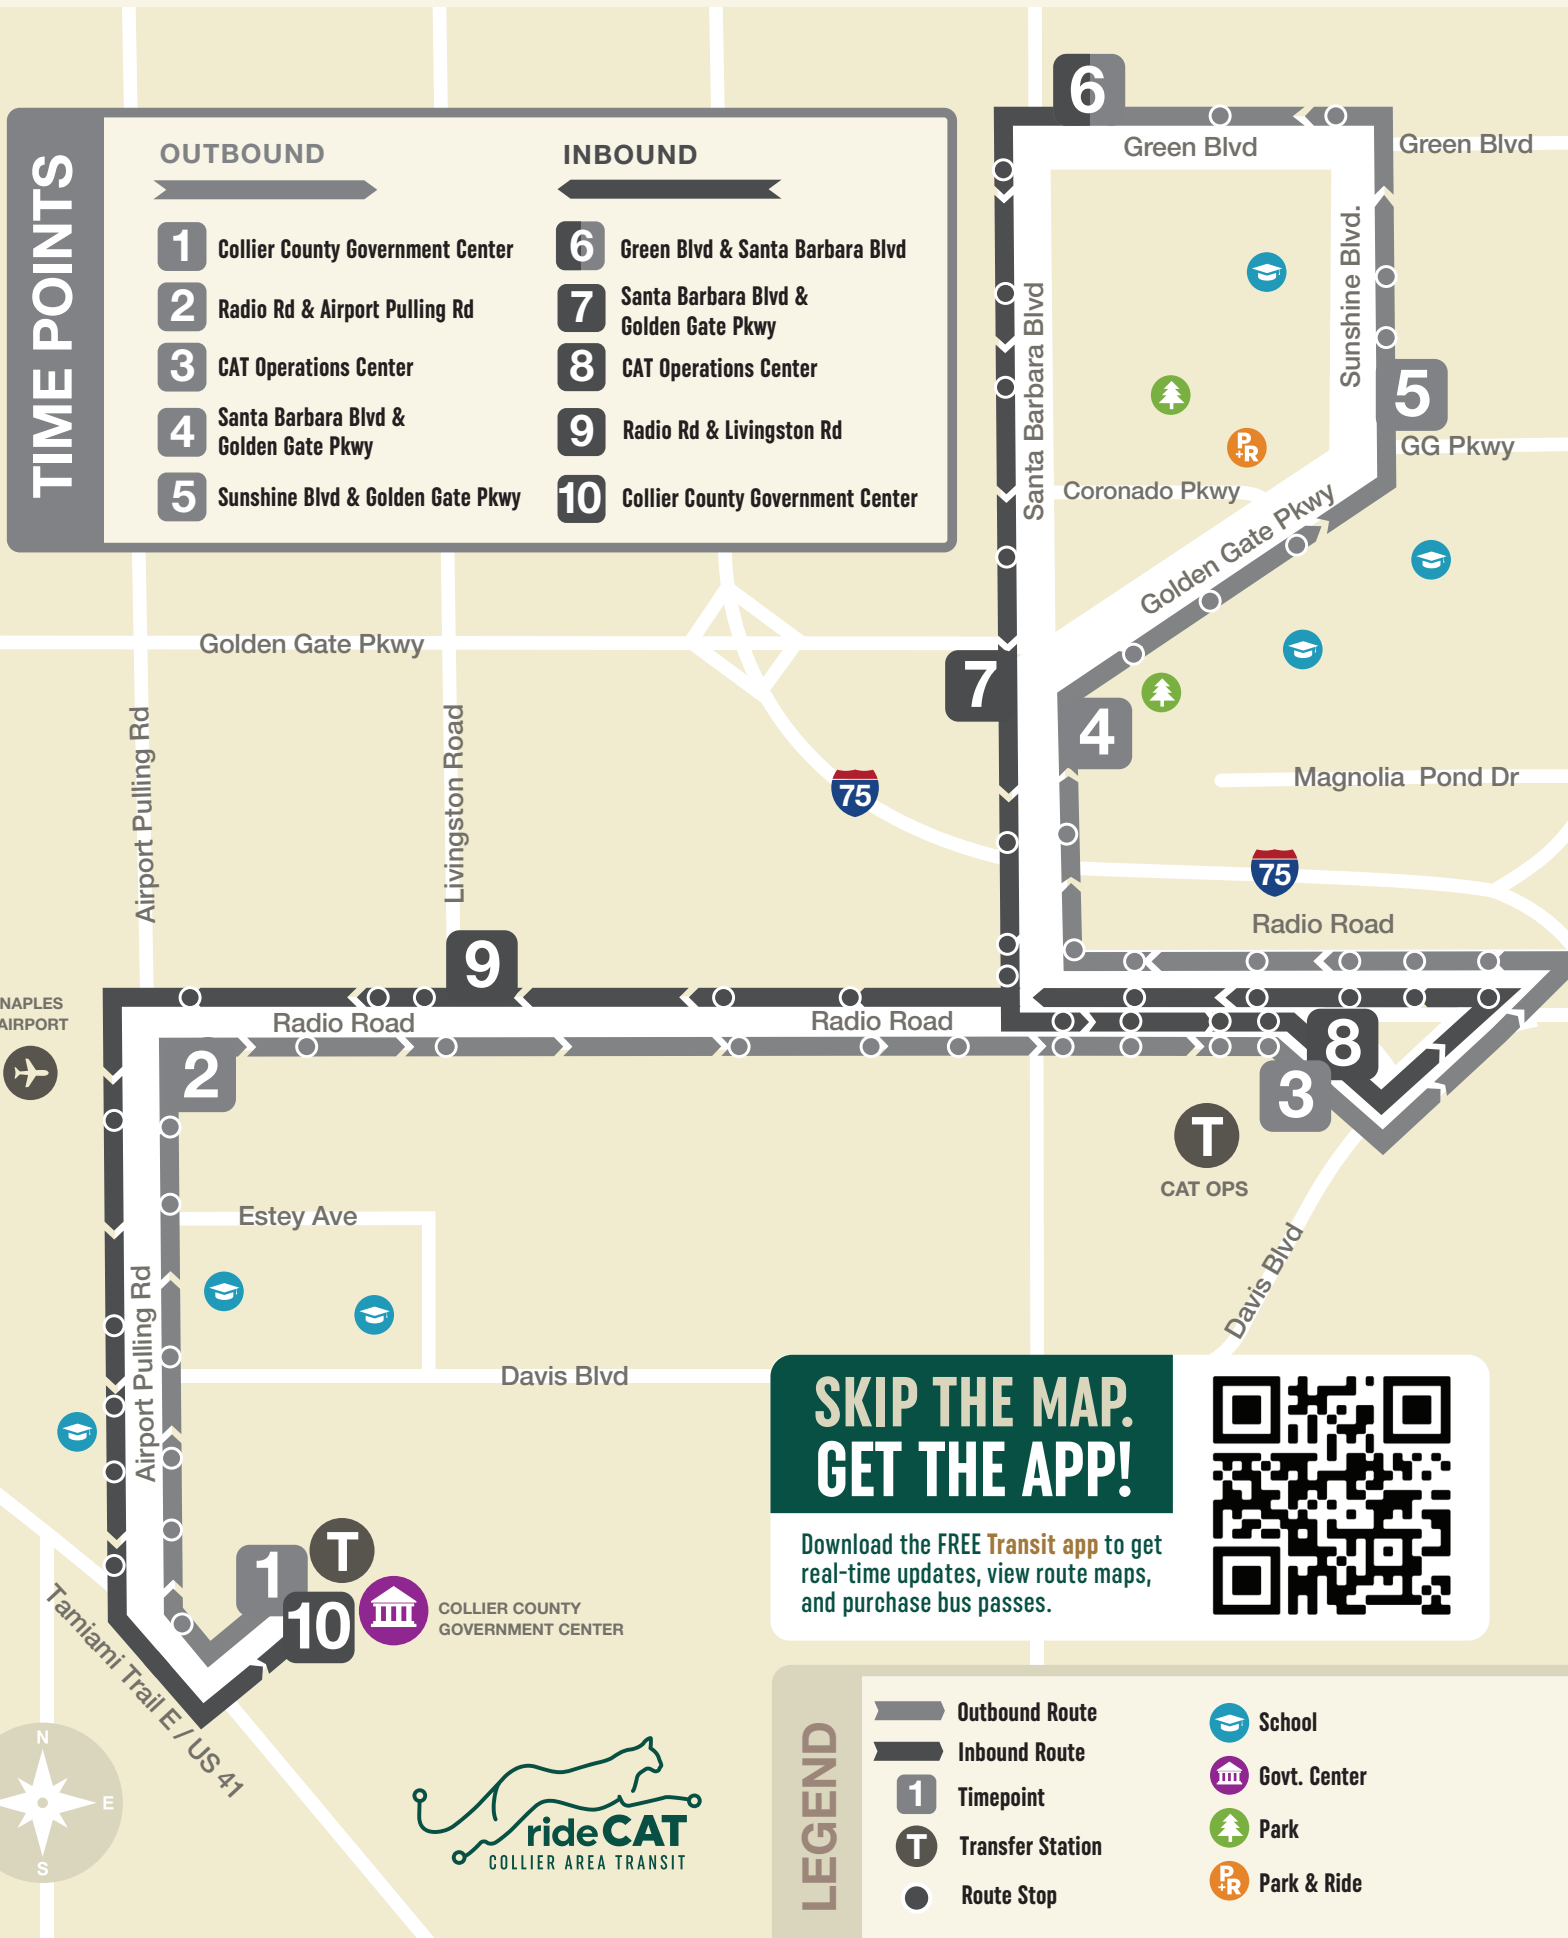 6
Green Blvd
Green Blvd
TIME POINTS
OUTBOUND
1 Collier County Government Center
2 Radio Rd & Airport Pulling Rd
3 CAT Operations Center
4 Santa Barbara Blvd &
Golden Gate Pkwy
5 Sunshine Blvd & Golden Gate Pkwy
INBOUND
6 Green Blvd & Santa Barbara Blvd
7 Santa Barbara Blvd &
Golden Gate Pkwy
8 CAT Operations Center
9 Radio Rd & Livingston Rd
10 Collier County Government Center
Santa Barbara Blvd
Sunshine Blvd.
5
P+R
GG Pkwy
Coronado Pkwy
Golden Gate Pkwy
Golden Gate Pkwy
7
4
Airport Pulling Rd
Livingston Road
75
Magnolia Pond Dr
75
Radio Road
9
NAPLES
AIRPORT
Radio Road
Radio Road
2
8
3
T
CAT OPS
Estey Ave
Davis Blvd
Airport Pulling Rd
Davis Blvd
SKIP THE MAP.
GET THE APP!
Download the FREE Transit app to get
real-time updates, view route maps,
and purchase bus passes.
1
T
10
COLLIER COUNTY
GOVERNMENT CENTER
Tamiami Trail E / US 41
N
E
S
rideCAT
COLLIER AREA TRANSIT
LEGEND
Outbound Route
Inbound Route
1 Timepoint
T Transfer Station
Route Stop
School
Govt. Center
Park
P+R Park & Ride